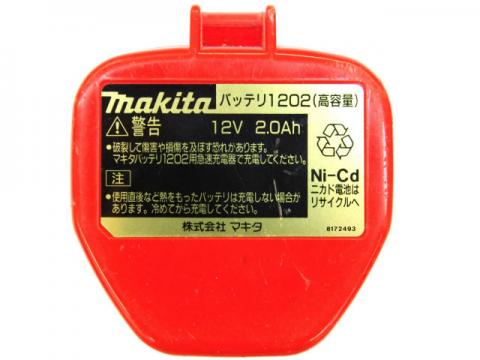 makita バッテリ1202(高容量)
⚠警告 12V 2.0Ah
●破裂して傷害や損傷を及ぼす恐れがあります。
マキタバッテリ1202用急速充電器で充電してください。
注
●使用直後など熱をもったバッテリは充電しない場合が
あります。冷めてから充電してください。
株式会社 マキタ
Ni-Cd
ニカド電池は
リサイクルへ
8172493